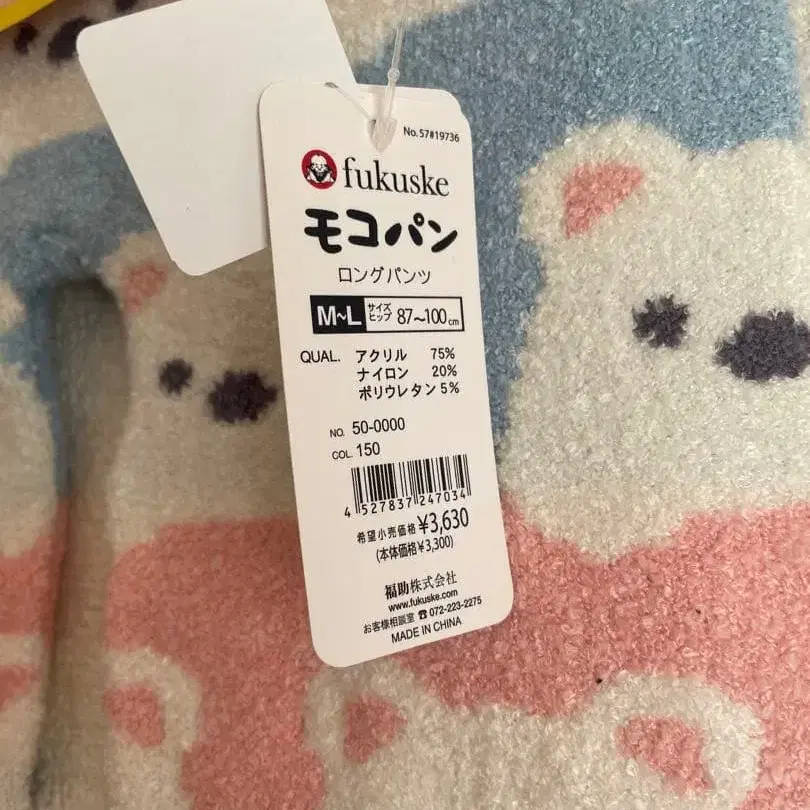 No.57#19736
fukuske
モコパン
ロングパンツ
M~L サイズ ヒップ 87~100cm
QUAL. アクリル 75%
ナイロン 20%
ポリウレタン 5%
NO. 50-0000
COL. 150
4 527837 247034
希望小売価格 ¥3,630
(本体価格¥3,300)
福助株式会社
www.fukuske.com
お客様相談室 ☎072-223-2275
MADE IN CHINA